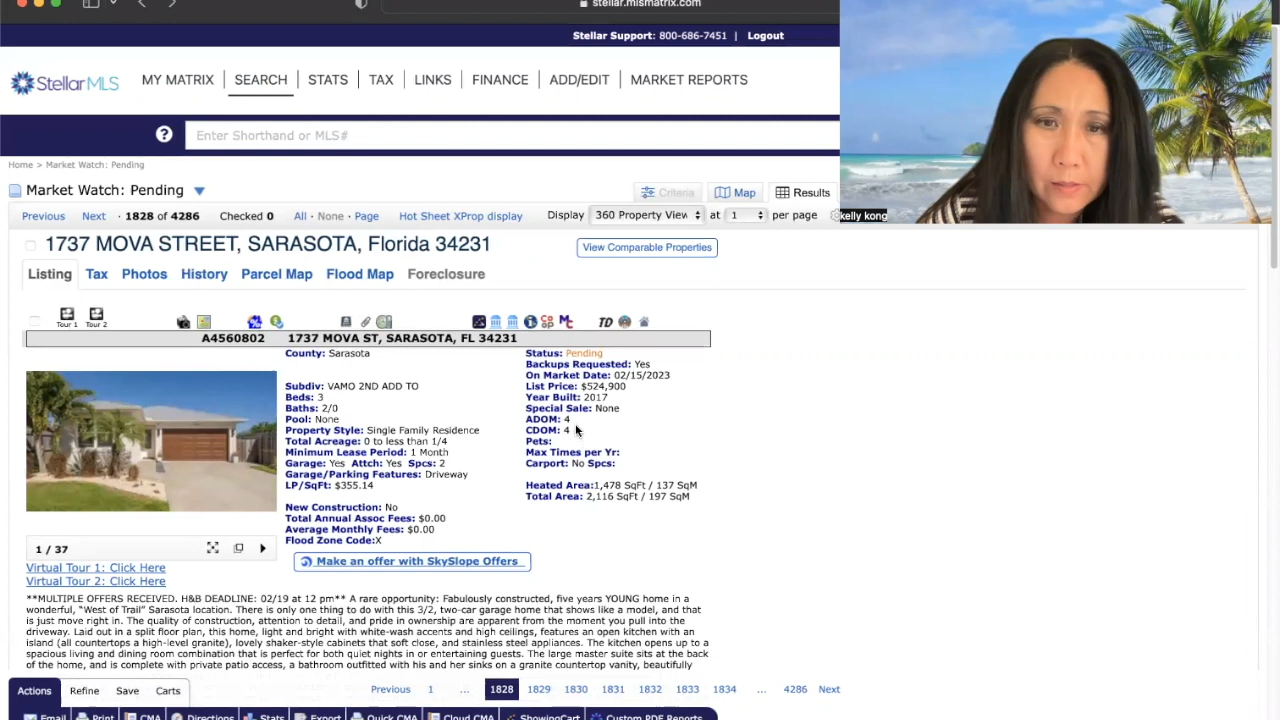 stellar.mlsmatrix.com
Stellar Support: 800-686-7451 | Logout
StellarMLS
MY MATRIX SEARCH STATS TAX LINKS FINANCE ADD/EDIT MARKET REPORTS
Enter Shorthand or MLS#
Home > Market Watch: Pending
Market Watch: Pending
Criteria Map Results
Previous Next · 1828 of 4286 Checked 0 All · None · Page Hot Sheet XProp display Display 360 Property View at 1 per page
kelly kong
1737 MOVA STREET, SARASOTA, Florida 34231
View Comparable Properties
Listing Tax Photos History Parcel Map Flood Map Foreclosure
Tour 1 Tour 2
TD
A4560802 1737 MOVA ST, SARASOTA, FL 34231
County: Sarasota
Status: Pending
Backups Requested: Yes
On Market Date: 02/15/2023
Subdiv: VAMO 2ND ADD TO
List Price: $524,900
Beds: 3
Year Built: 2017
Baths: 2/0
Special Sale: None
Pool: None
ADOM: 4
Property Style: Single Family Residence
CDOM: 4
Total Acreage: 0 to less than 1/4
Pets:
Minimum Lease Period: 1 Month
Max Times per Yr:
Garage: Yes Attch: Yes Spcs: 2
Carport: No Spcs:
Garage/Parking Features: Driveway
LP/SqFt: $355.14
Heated Area:1,478 SqFt / 137 SqM
Total Area: 2,116 SqFt / 197 SqM
New Construction: No
Total Annual Assoc Fees: $0.00
Average Monthly Fees: $0.00
Flood Zone Code:X
1 / 37
Make an offer with SkySlope Offers
Virtual Tour 1: Click Here
Virtual Tour 2: Click Here
**MULTIPLE OFFERS RECEIVED. H&B DEADLINE: 02/19 at 12 pm** A rare opportunity: Fabulously constructed, five years YOUNG home in a
wonderful, "West of Trail" Sarasota location. There is only one thing to do with this 3/2, two-car garage home that shows like a model, and that
is just move right in. The quality of construction, attention to detail, and pride in ownership are apparent from the moment you pull into the
driveway. Laid out in a split floor plan, this home, light and bright with white-wash accents and high ceilings, features an open kitchen with an
island (all countertops a high-level granite), lovely shaker-style cabinets that soft close, and stainless steel appliances. The kitchen opens up to a
spacious living and dining room combination that is perfect for both quiet nights in or entertaining guests. The large master suite sits at the back
of the home, and is complete with private patio access, a bathroom outfitted with his and her sinks on a granite countertop vanity, beautifully
Actions Refine Save Carts
Previous 1 ... 1828 1829 1830 1831 1832 1833 1834 ... 4286 Next
Email Print CMA Directions Stats Export Quick CMA Cloud CMA ShowingCart Custom PDF Reports